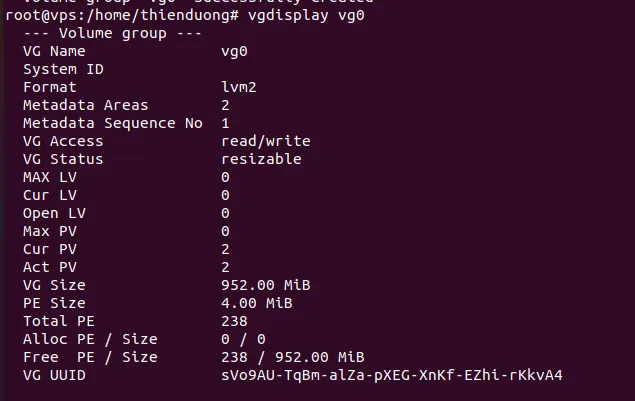 root@vps:/home/thienduong# vgdisplay vg0
--- Volume group ---
VG Name vg0
System ID
Format lvm2
Metadata Areas 2
Metadata Sequence No 1
VG Access read/write
VG Status resizable
MAX LV 0
Cur LV 0
Open LV 0
Max PV 0
Cur PV 2
Act PV 2
VG Size 952.00 MiB
PE Size 4.00 MiB
Total PE 238
Alloc PE / Size 0 / 0
Free PE / Size 238 / 952.00 MiB
VG UUID sVo9AU-TqBm-alZa-pXEG-XnKf-EZhi-rKkvA4